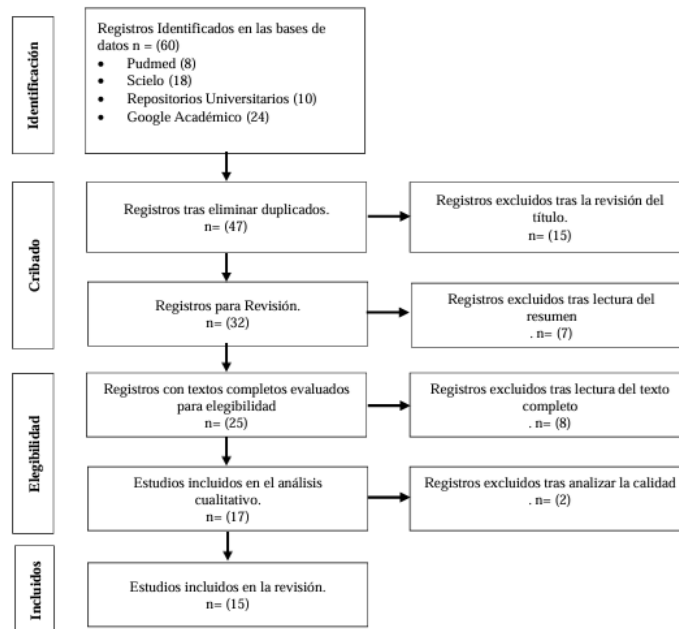 Identificación
Registros Identificados en las bases de
datos n = (60)
• Pudmed (8)
• Scielo (18)
• Repositorios Universitarios (10)
• Google Académico (24)
Cribado
Registros tras eliminar duplicados.
n= (47)
Registros excluidos tras la revisión del
título.
n= (15)
Registros para Revisión.
n= (32)
Registros excluidos tras lectura del
resumen
. n= (7)
Elegibilidad
Registros con textos completos evaluados
para elegibilidad
n= (25)
Registros excluidos tras lectura del texto
completo
. n= (8)
Estudios incluidos en el análisis
cualitativo.
n= (17)
Registros excluidos tras analizar la calidad
. n= (2)
Incluidos
Estudios incluidos en la revisión.
n= (15)